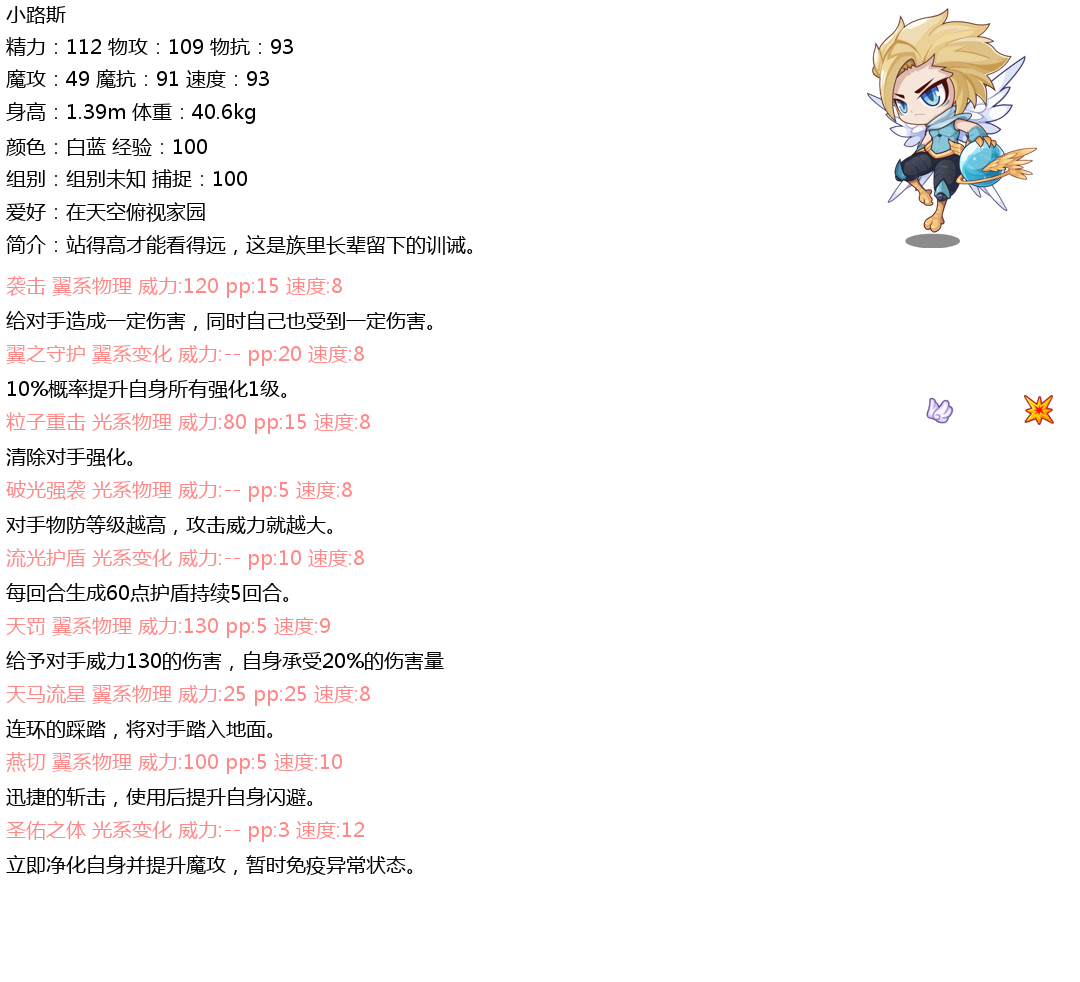 小路斯
精力：112 物攻：109 物抗：93
魔攻：49 魔抗：91 速度：93
身高：1.39m 体重：40.6kg
颜色：白蓝 经验：100
组别：组别未知 捕捉：100
爱好：在天空俯视家园
简介：站得高才能看得远，这是族里长辈留下的训诫。
袭击 翼系物理 威力:120 pp:15 速度:8
给对手造成一定伤害，同时自己也受到一定伤害。
翼之守护 翼系变化 威力:-- pp:20 速度:8
10%概率提升自身所有强化1级。
粒子重击 光系物理 威力:80 pp:15 速度:8
清除对手强化。
破光强袭 光系物理 威力:-- pp:5 速度:8
对手物防等级越高，攻击威力就越大。
流光护盾 光系变化 威力:-- pp:10 速度:8
每回合生成60点护盾持续5回合。
天罚 翼系物理 威力:130 pp:5 速度:9
给予对手威力130的伤害，自身承受20%的伤害量
天马流星 翼系物理 威力:25 pp:25 速度:8
连环的踩踏，将对手踏入地面。
燕切 翼系物理 威力:100 pp:5 速度:10
迅捷的斩击，使用后提升自身闪避。
圣佑之体 光系变化 威力:-- pp:3 速度:12
立即净化自身并提升魔攻，暂时免疫异常状态。